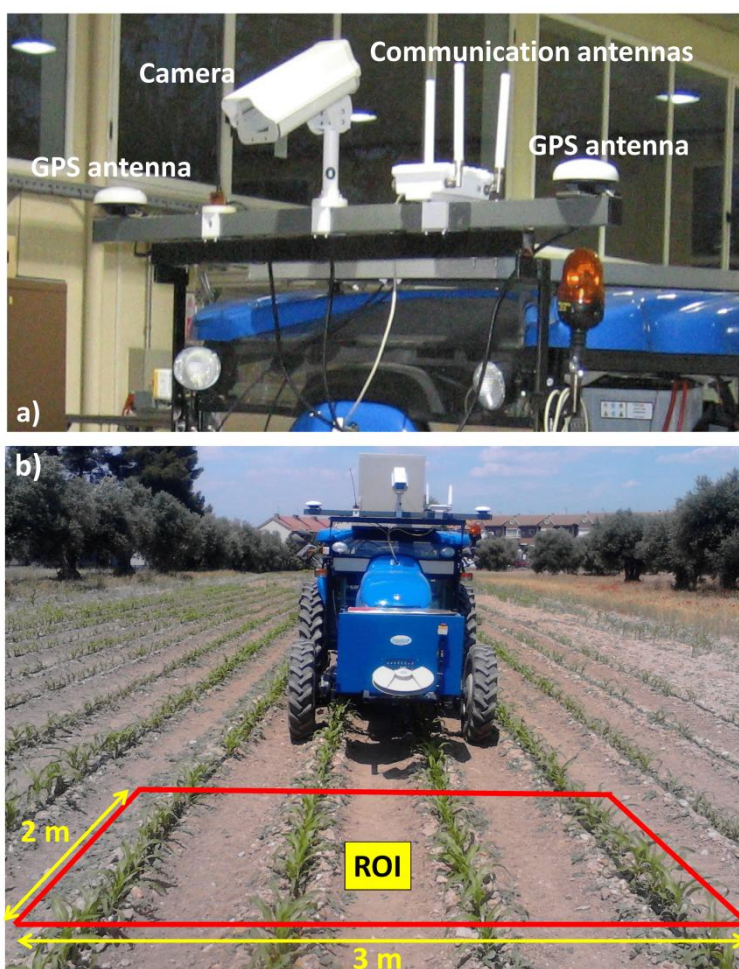 Communication antennas
Camera
GPS antenna
GPS antenna
a)
b)
2 m
ROI
3 m